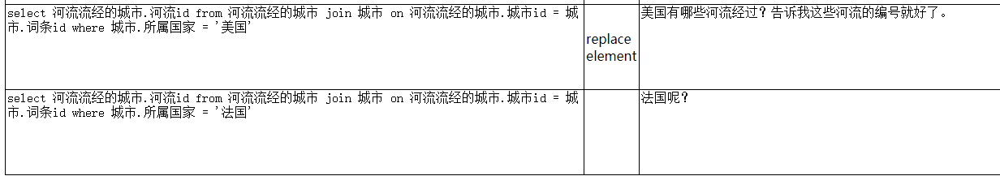 select 河流流经的城市.河流id from 河流流经的城市 join 城市 on 河流流经的城市.城市id = 城
市.词条id where 城市.所属国家 = '美国'
replace
element
美国有哪些河流经过？告诉我这些河流的编号就好了。
select 河流流经的城市.河流id from 河流流经的城市 join 城市 on 河流流经的城市.城市id = 城
市.词条id where 城市.所属国家 = '法国'
法国呢？